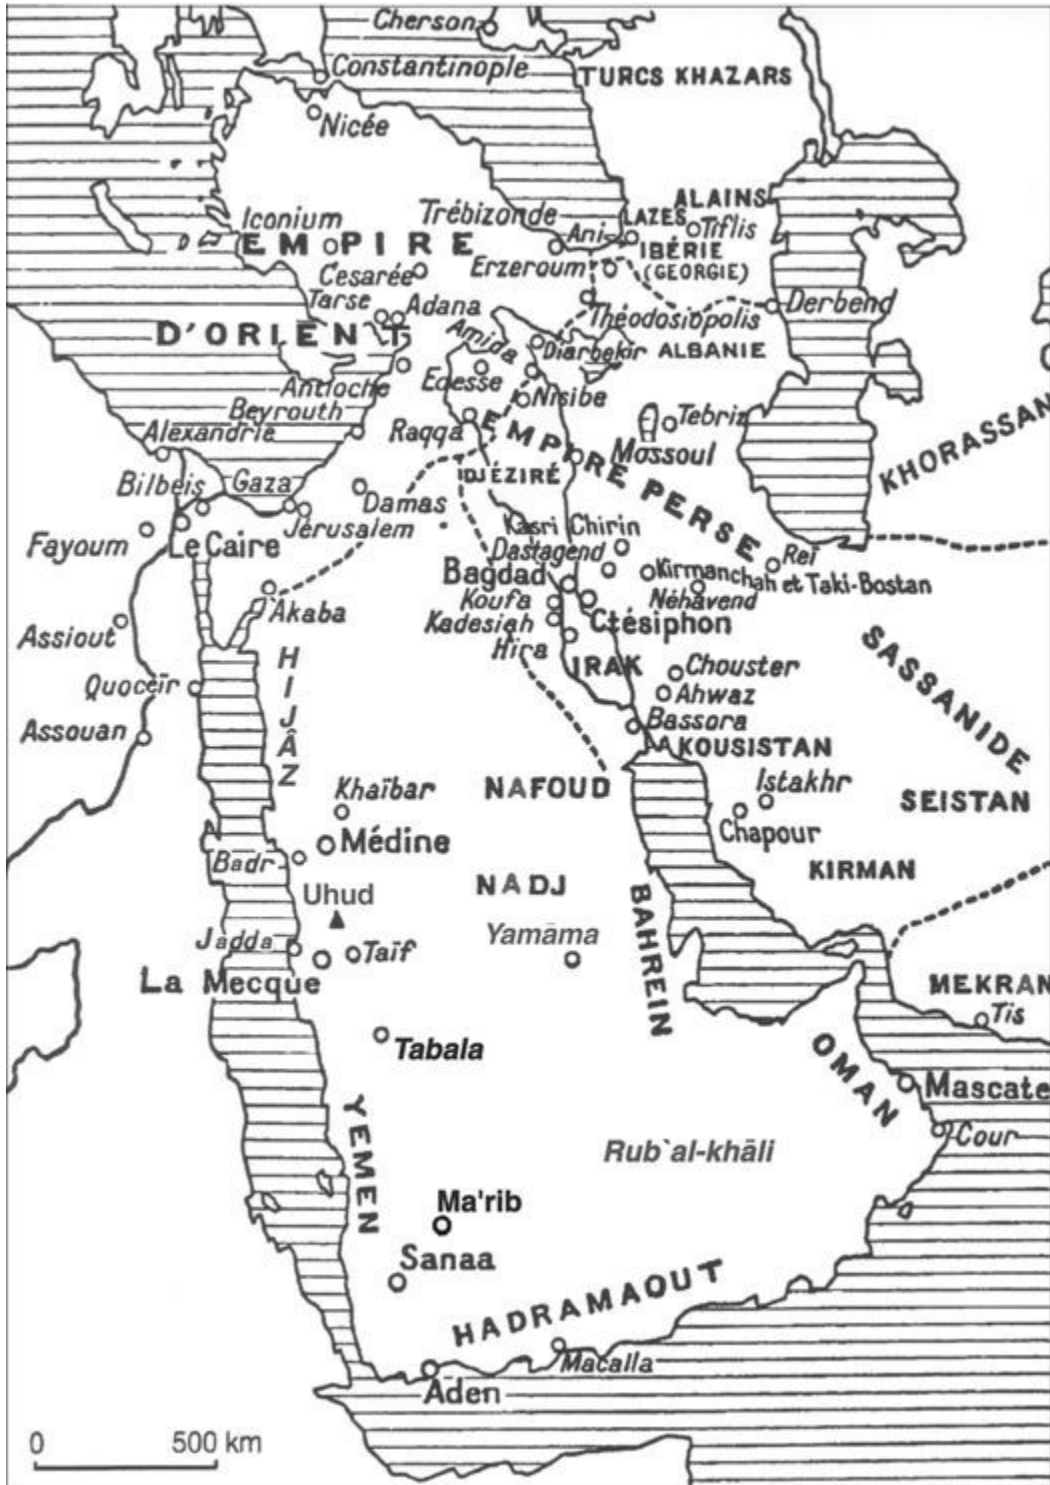 Cherson
Constantinople
TURCS KHAZARS
Nicée
ALAINS
Trébizonde
LAZES
Tiflis
Iconium
Ani
IBÉRIE
EMPIRE
(GEORGIE)
Césarée
Erzeroum
Tarse
Adana
Derbend
Théodosiopolis
D'ORIENT
Amida
Diarbekir
ALBANIE
Antioche
Edesse
Nisibe
Beyrouth
Tebriz
KHORASSAN
Alexandrie
Raqqa
EMPIRE PERSE
Mossoul
DJÉZIRÉ
Bilbeis
Gaza
Damas
Jérusalem
Kasri Chirin
Fayoum
Le Caire
Dastagend
Reï
Bagdad
Kirmanchah et Taki-Bostan
Akaba
Koufa
Néhavend
Assiout
Kadesiah
Ctésiphon
SASSANIDE
Hira
IRAK
HIJÂZ
Chouster
Quoceïr
Ahwaz
Assouan
Bassora
KOUSISTAN
Khaïbar
NAFOUD
Istakhr
SEISTAN
Médine
Chapour
Badr
KIRMAN
Uhud
NADJ
BAHREIN
Jadda
Taïf
Yamāma
La Mecque
MEKRAN
Tis
Tabala
OMAN
Mascate
YEMEN
Cour
Rub`al-khāli
Ma'rib
Sanaa
HADRAMAOUT
Macalla
Aden
0 500 km